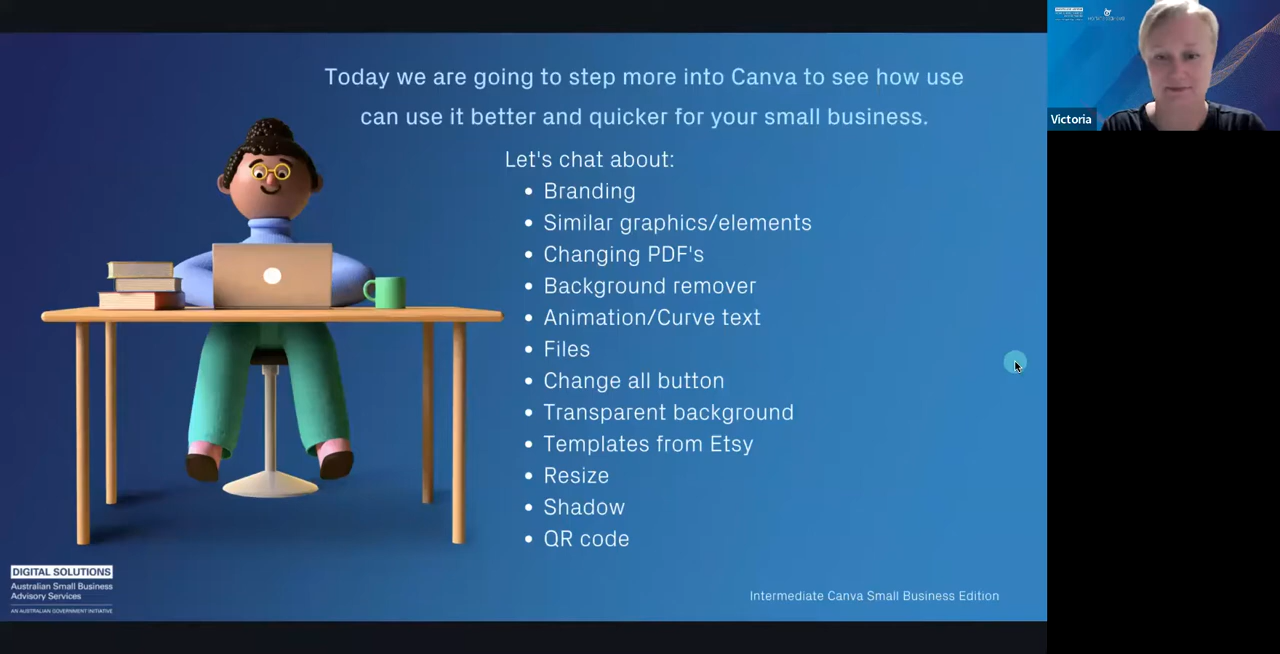 Today we are going to step more into Canva to see how use
can use it better and quicker for your small business.
Let's chat about:
• Branding
• Similar graphics/elements
• Changing PDF's
• Background remover
• Animation/Curve text
• Files
• Change all button
• Transparent background
• Templates from Etsy
• Resize
• Shadow
• QR code
DIGITAL SOLUTIONS
Australian Small Business
Advisory Services
AN AUSTRALIAN GOVERNMENT INITIATIVE
Intermediate Canva Small Business Edition
Victoria